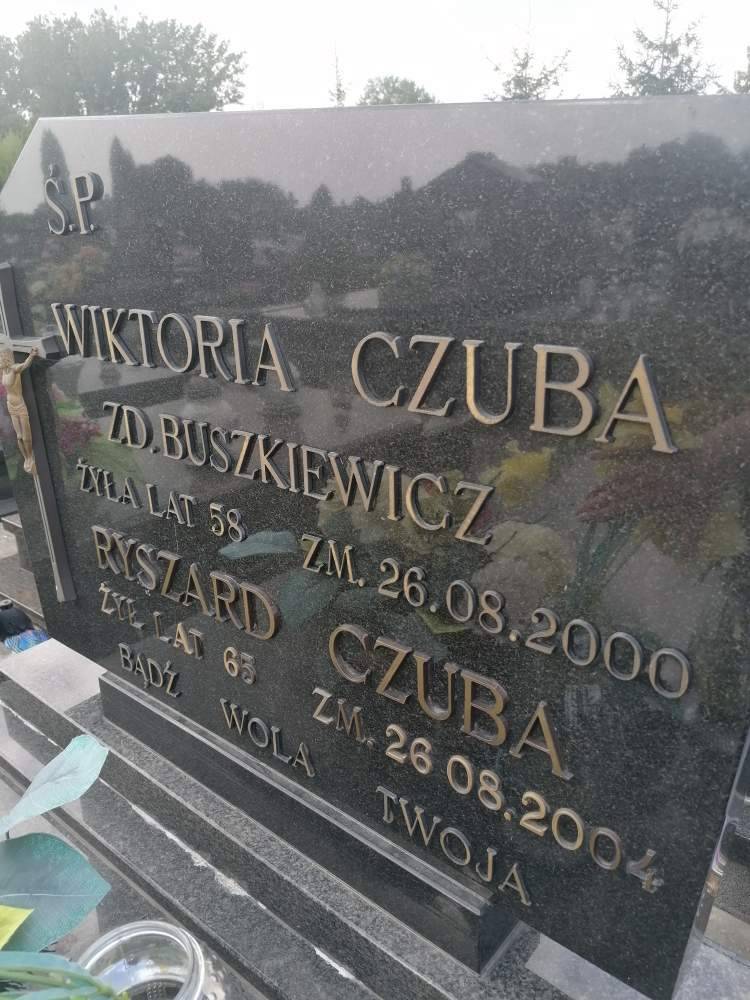 Ś.P.
WIKTORIA CZUBA
ZD. BUSZKIEWICZ
ŻYŁA LAT 58 ZM. 26.08.2000
RYSZARD CZUBA
ŻYŁ LAT 65 ZM. 26 08.2004
BĄDŹ WOLA TWOJA